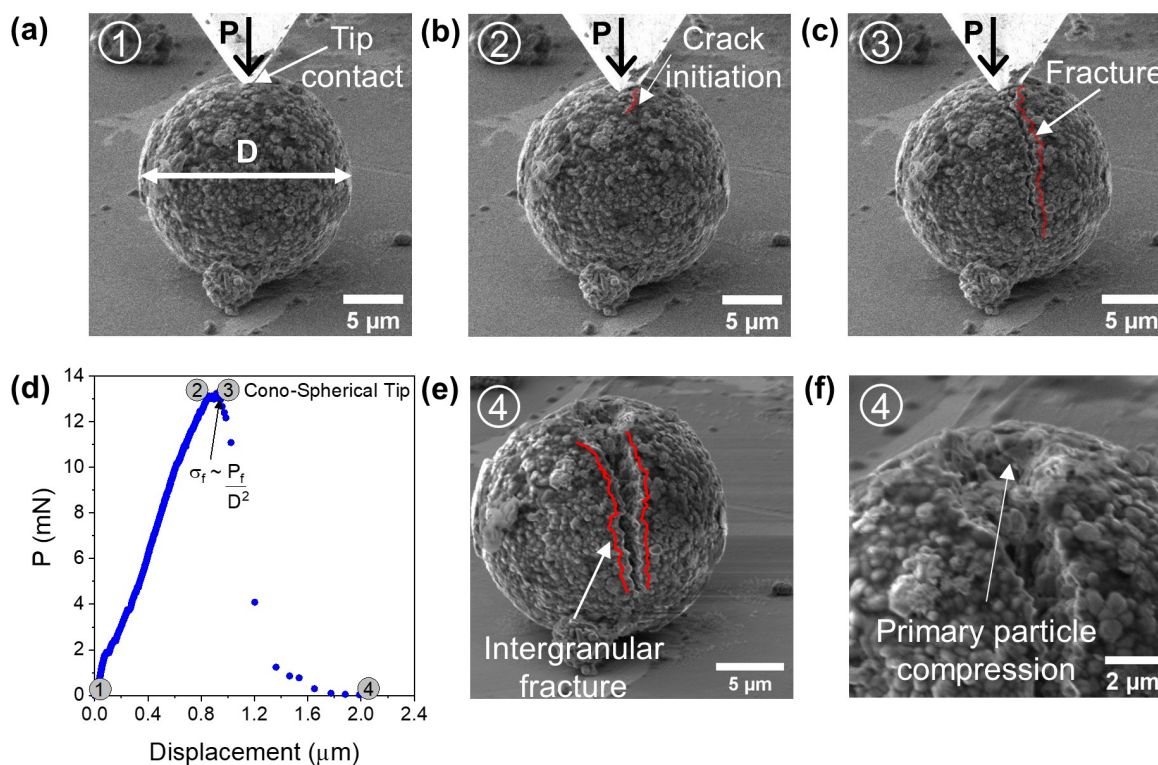 (a)
①
P
Tip
contact
D
5 µm
(b)
②
P
Crack
initiation
5 µm
(c)
③
P
Fracture
5 µm
(d)
14
12
10
8
6
4
2
0
P (mN)
2
3
Cono-Spherical Tip
σf ~ Pf
D²
1
4
0.0 0.4 0.8 1.2 1.6 2.0 2.4
Displacement (µm)
(e)
④
Intergranular
fracture
5 µm
(f)
④
Primary particle
compression
2 µm